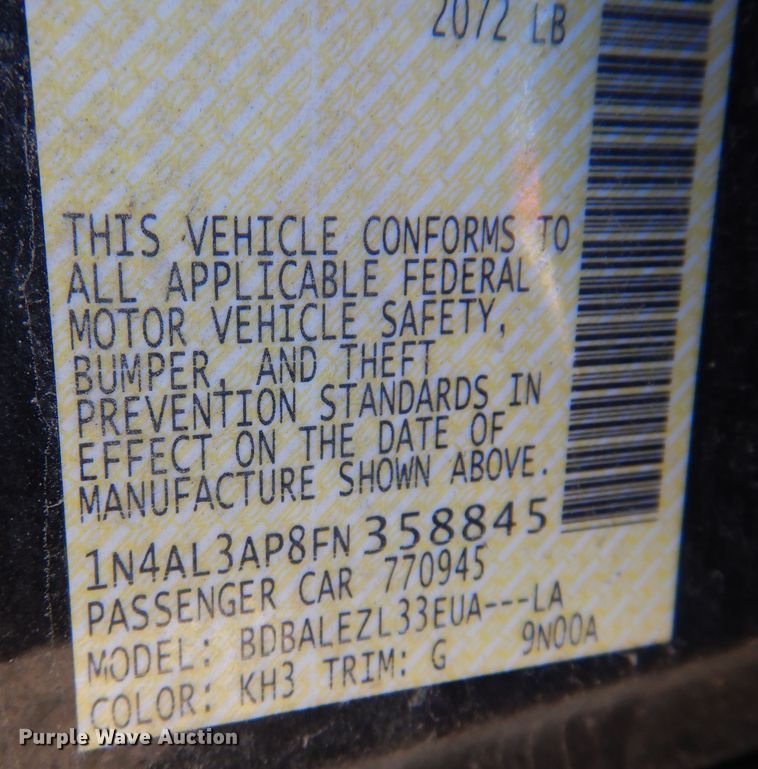 2072 LB
THIS VEHICLE CONFORMS TO
ALL APPLICABLE FEDERAL
MOTOR VEHICLE SAFETY,
BUMPER, AND THEFT
PREVENTION STANDARDS IN
EFFECT ON THE DATE OF
MANUFACTURE SHOWN ABOVE.
1N4AL3AP8FN358845
PASSENGER CAR 770945
MODEL: BDBALEZL33EUA---LA
COLOR: KH3 TRIM: G 9N00A
Purple Wave Auction